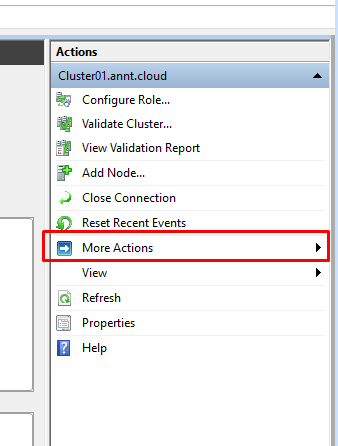 Actions
Cluster01.annt.cloud
Configure Role...
Validate Cluster...
View Validation Report
Add Node...
Close Connection
Reset Recent Events
More Actions
View
Refresh
Properties
Help